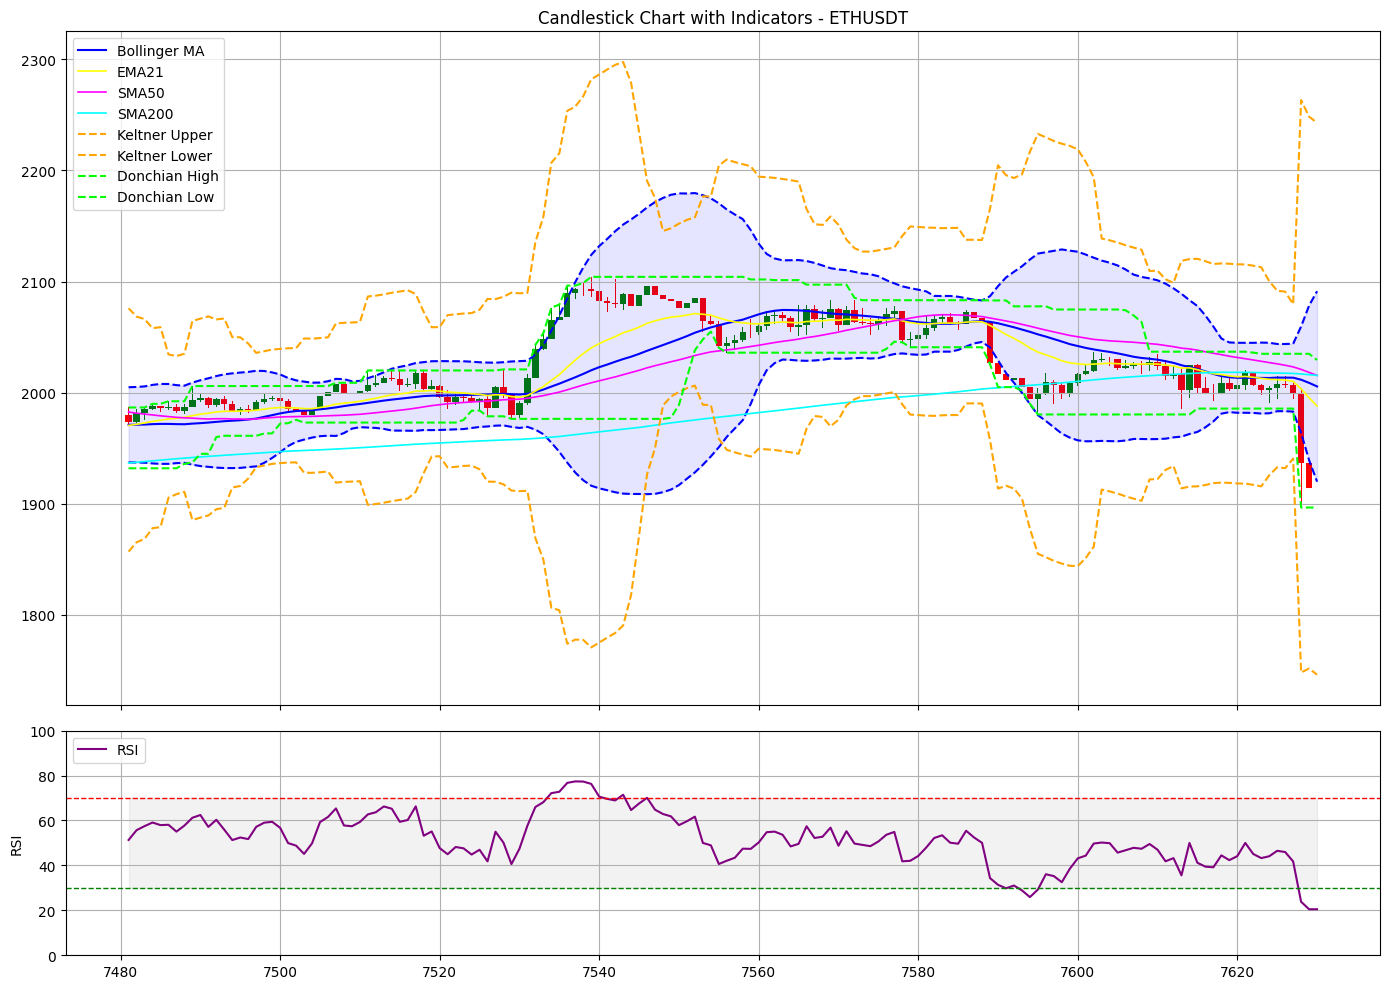 Candlestick Chart with Indicators - ETHUSDT
Bollinger MA
EMA21
SMA50
SMA200
Keltner Upper
Keltner Lower
Donchian High
Donchian Low
2300
2200
2100
2000
1900
1800
RSI
100
80
60
40
20
0
RSI
7480 7500 7520 7540 7560 7580 7600 7620